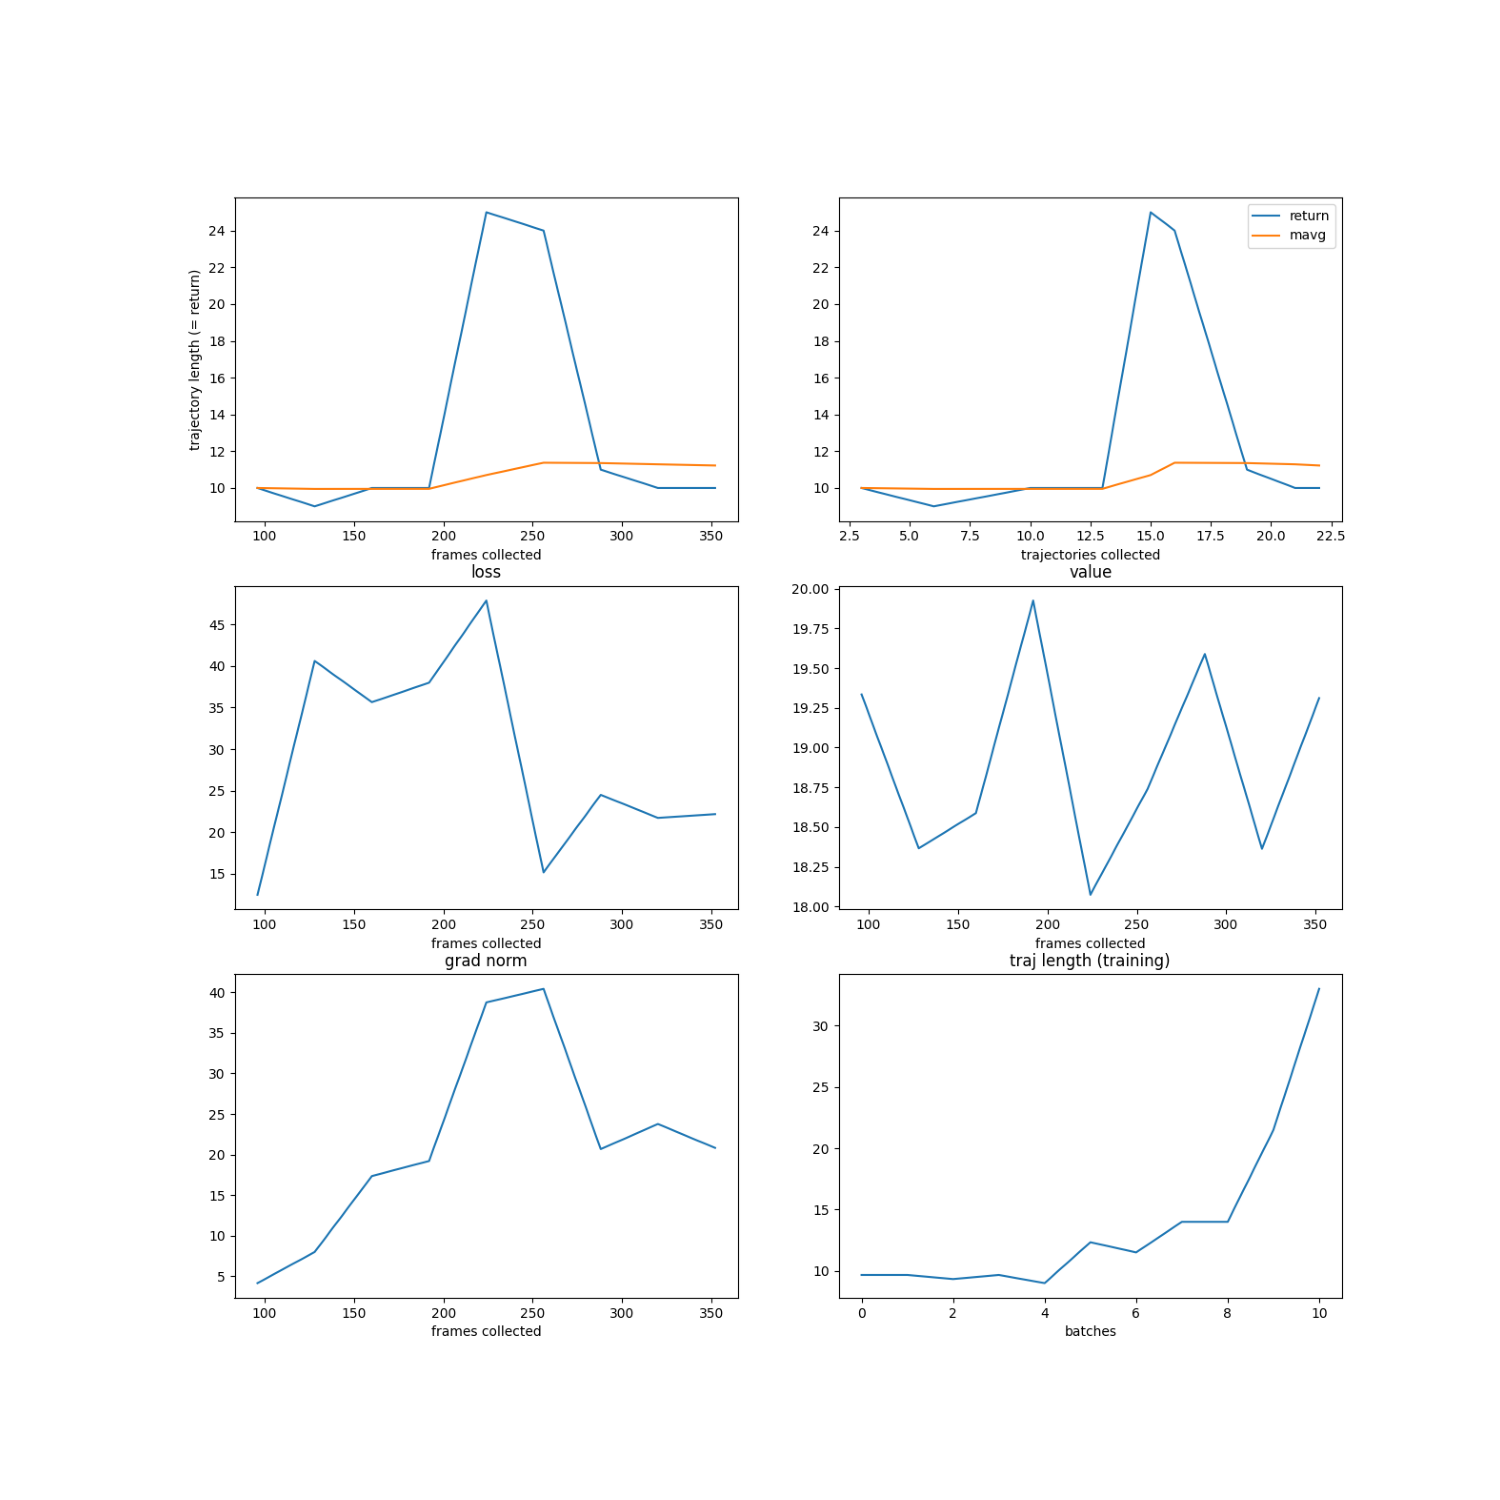 trajectory length (= return)
24
22
20
18
16
14
12
10
100 150 200 250 300 350
frames collected
return
mavg
24
22
20
18
16
14
12
10
2.5 5.0 7.5 10.0 12.5 15.0 17.5 20.0 22.5
trajectories collected
loss
45
40
35
30
25
20
15
100 150 200 250 300 350
frames collected
value
20.00
19.75
19.50
19.25
19.00
18.75
18.50
18.25
18.00
100 150 200 250 300 350
frames collected
grad norm
40
35
30
25
20
15
10
5
100 150 200 250 300 350
frames collected
traj length (training)
30
25
20
15
10
0 2 4 6 8 10
batches